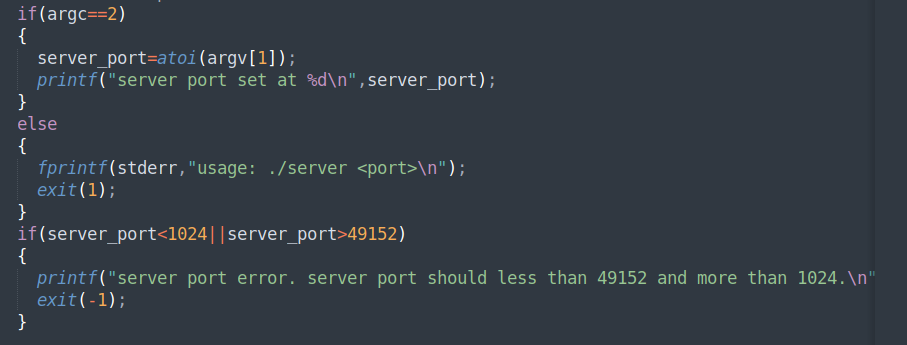 if(argc==2)
{
  server_port=atoi(argv[1]);
  printf("server port set at %d\n",server_port);
}
else
{
  fprintf(stderr,"usage: ./server <port>\n");
  exit(1);
}
if(server_port<1024||server_port>49152)
{
  printf("server port error. server port should less than 49152 and more than 1024.\n"
  exit(-1);
}